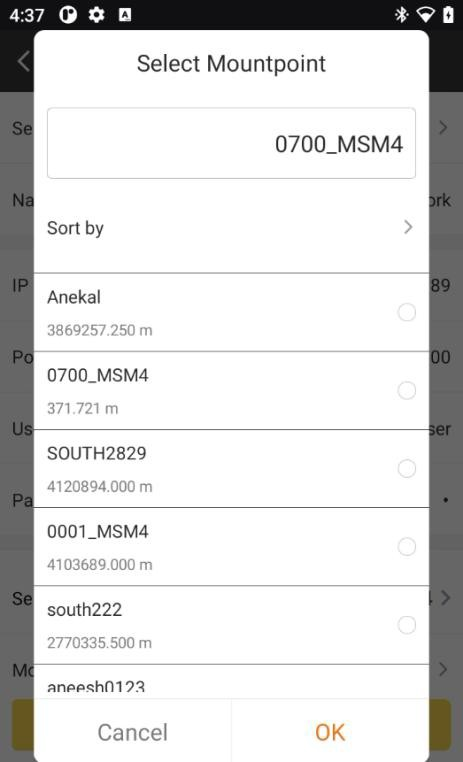 4:37
Select Mountpoint
0700_MSM4
Sort by
Anekal
3869257.250 m
0700_MSM4
371.721 m
SOUTH2829
4120894.000 m
0001_MSM4
4103689.000 m
south222
2770335.500 m
aneesh0123
Cancel
OK
Se
Na
ork
IP
89
Po
00
Us
ser
Pa
Se
Mo